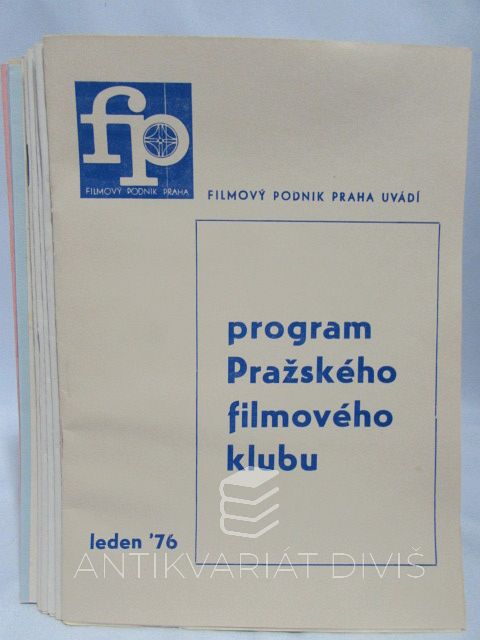 fp
FILMOVÝ PODNIK PRAHA
FILMOVÝ PODNIK PRAHA UVÁDÍ
program
Pražského
filmového
klubu
leden '76
ANTIKVARIÁT DIVIŠ